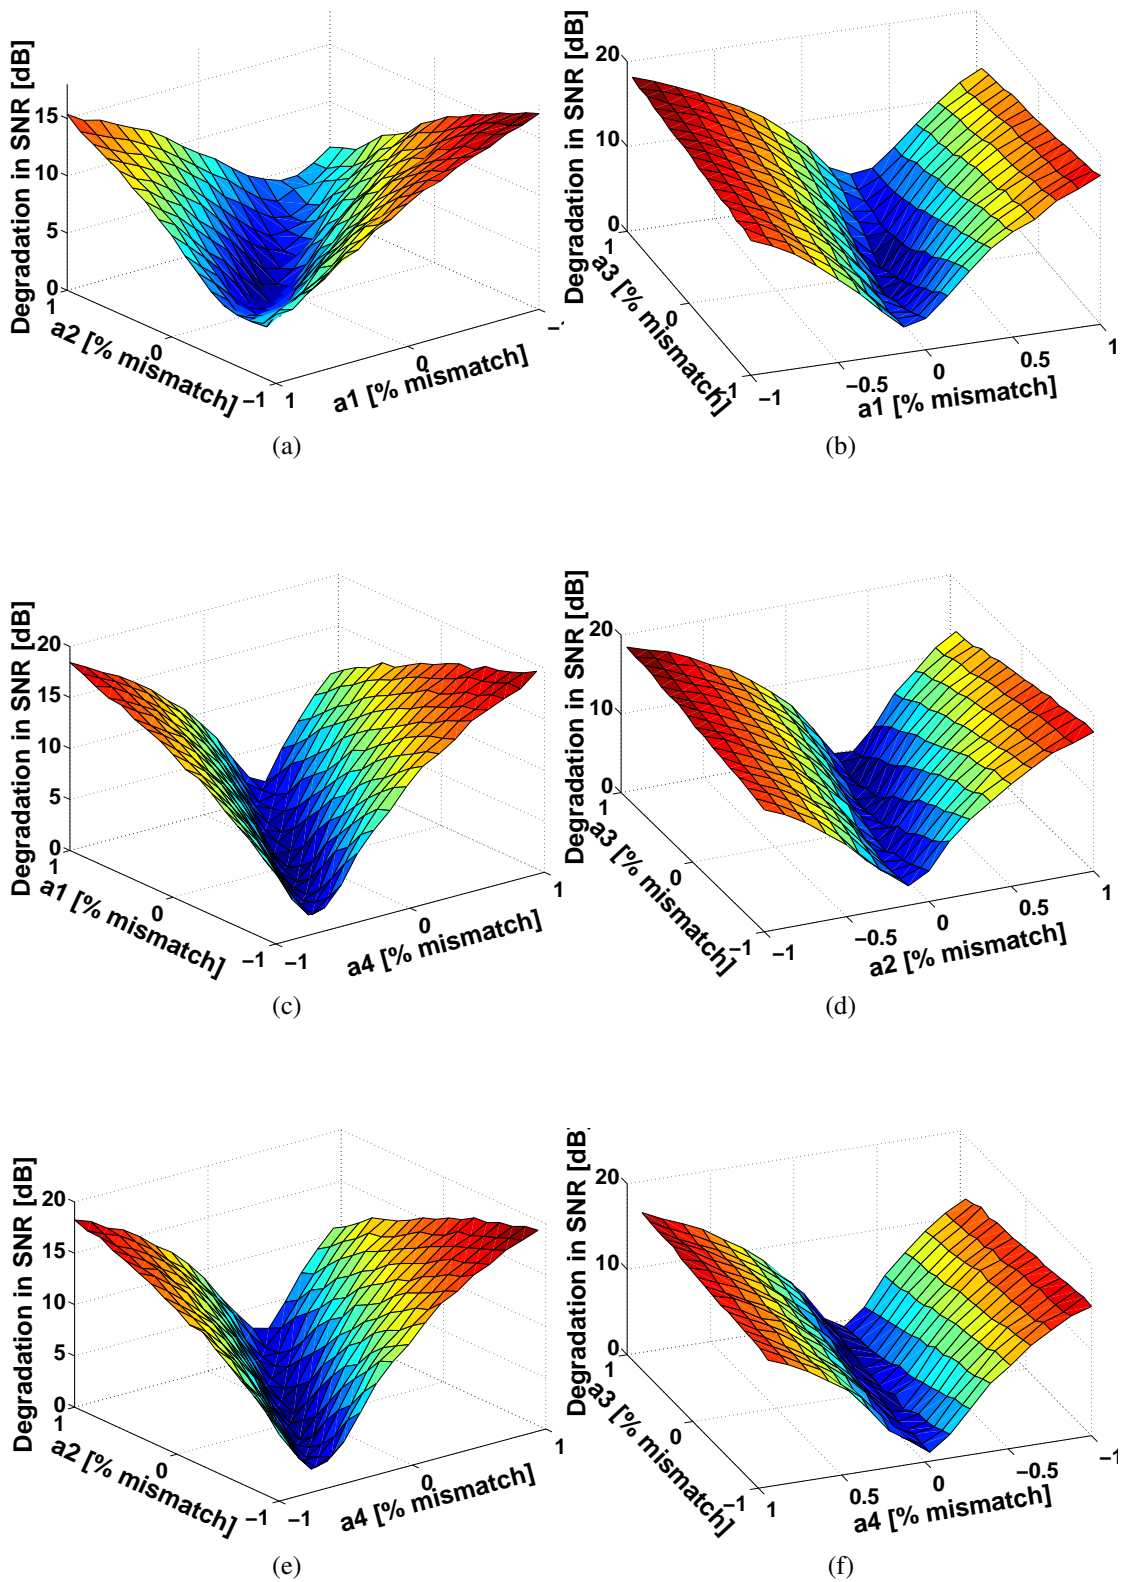 Degradation in SNR [dB]
15
10
5
0
1
0
−1
a2 [% mismatch]
1
0
−
a1 [% mismatch]
(a)
Degradation in SNR [dB]
20
10
0
1
0
1
a3 [% mismatch]
−1
−0.5
0
0.5
1
a1 [% mismatch]
(b)
Degradation in SNR [dB]
20
15
10
5
0
1
0
−1
a1 [% mismatch]
−1
0
1
a4 [% mismatch]
(c)
Degradation in SNR [dB]
20
10
0
1
0
−1
a3 [% mismatch]
−1
−0.5
0
0.5
1
a2 [% mismatch]
(d)
Degradation in SNR [dB]
20
15
10
5
0
1
0
−1
a2 [% mismatch]
−1
0
1
a4 [% mismatch]
(e)
Degradation in SNR [dB]
20
10
0
1
0
−1
a3 [% mismatch]
1
0.5
0
−0.5
−1
a4 [% mismatch]
(f)